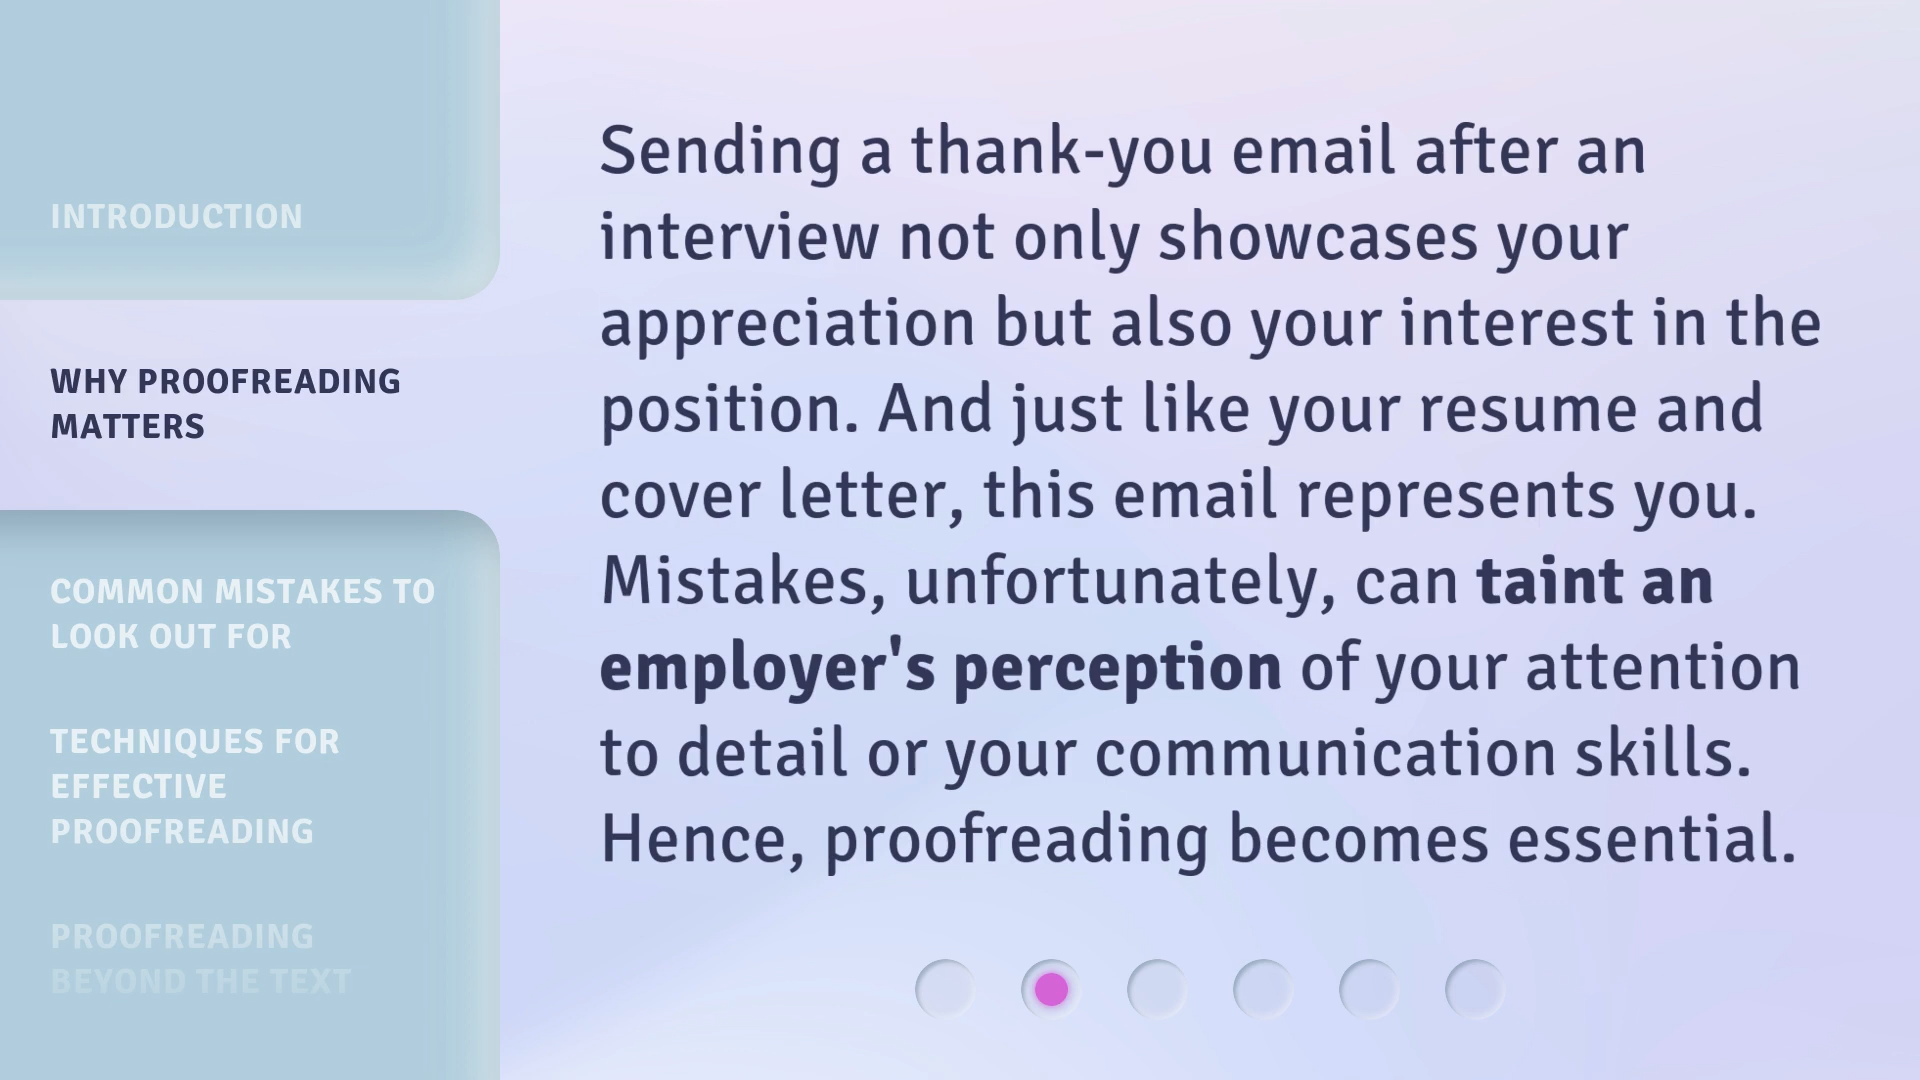 INTRODUCTION
WHY PROOFREADING
MATTERS
COMMON MISTAKES TO
LOOK OUT FOR
TECHNIQUES FOR
EFFECTIVE
PROOFREADING
PROOFREADING
BEYOND THE TEXT
Sending a thank-you email after an
interview not only showcases your
appreciation but also your interest in the
position. And just like your resume and
cover letter, this email represents you.
Mistakes, unfortunately, can taint an
employer's perception of your attention
to detail or your communication skills.
Hence, proofreading becomes essential.